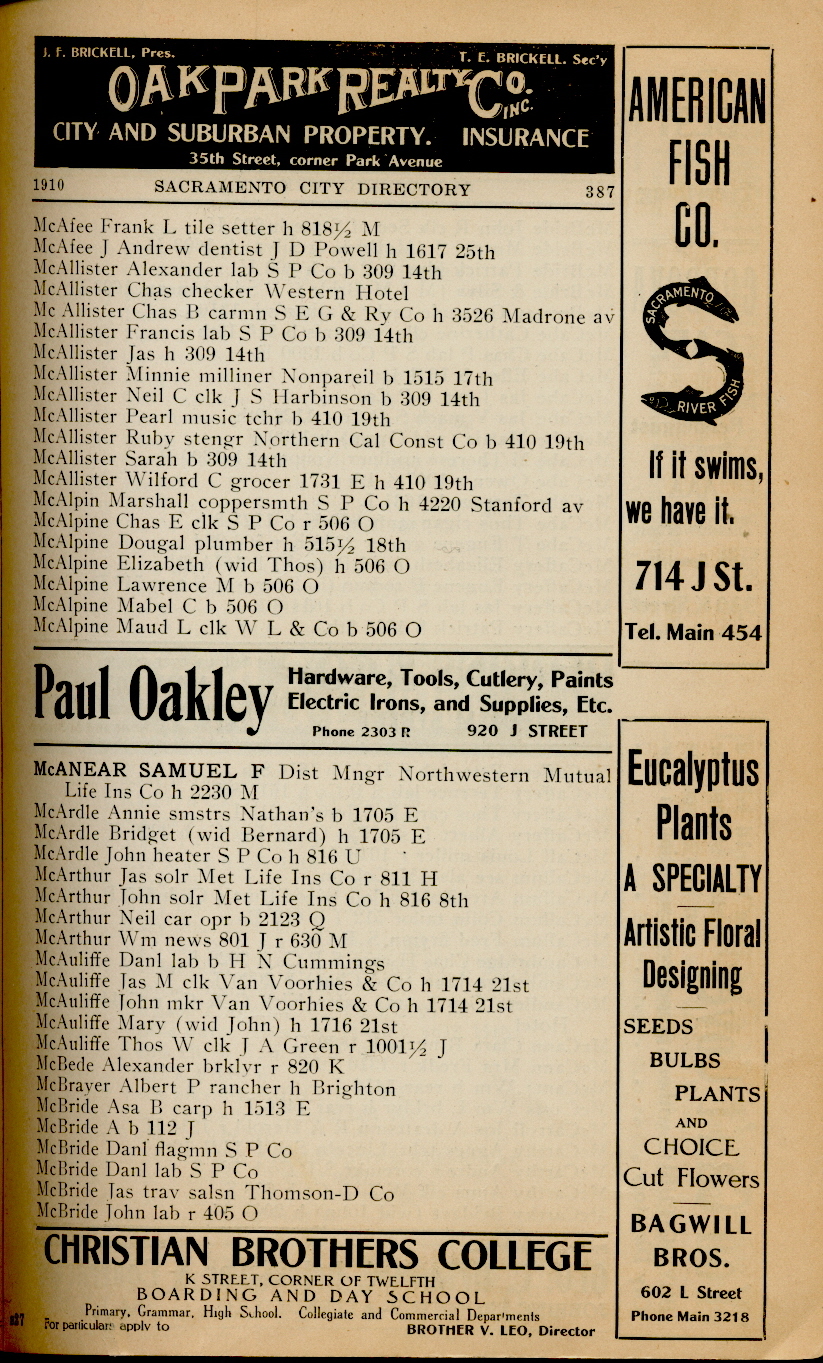 J. F. BRICKELL, Pres.
T. E. BRICKELL. Sec'y
OAK PARK REALTY CO. INC.
CITY AND SUBURBAN PROPERTY. INSURANCE
35th Street, corner Park Avenue
1910 SACRAMENTO CITY DIRECTORY 387
McAfee Frank L tile setter h 818½ M
McAfee J Andrew dentist J D Powell h 1617 25th
McAllister Alexander lab S P Co b 309 14th
McAllister Chas checker Western Hotel
Mc Allister Chas B carmn S E G & Ry Co h 3526 Madrone av
McAllister Francis lab S P Co b 309 14th
McAllister Jas h 309 14th
McAllister Minnie milliner Nonpareil b 1515 17th
McAllister Neil C clk J S Harbinson b 309 14th
McAllister Pearl music tchr b 410 19th
McAllister Ruby stengr Northern Cal Const Co b 410 19th
McAllister Sarah b 309 14th
McAllister Wilford C grocer 1731 E h 410 19th
McAlpin Marshall coppersmth S P Co h 4220 Stanford av
McAlpine Chas E clk S P Co r 506 O
McAlpine Dougal plumber h 515½ 18th
McAlpine Elizabeth (wid Thos) h 506 O
McAlpine Lawrence M b 506 O
McAlpine Mabel C b 506 O
McAlpine Maud L clk W L & Co b 506 O
Paul Oakley
Hardware, Tools, Cutlery, Paints
Electric Irons, and Supplies, Etc.
Phone 2303 R 920 J STREET
McANEAR SAMUEL F Dist Mngr Northwestern Mutual
Life Ins Co h 2230 M
McArdle Annie smstrs Nathan's b 1705 E
McArdle Bridget (wid Bernard) h 1705 E
McArdle John heater S P Co h 816 U
McArthur Jas solr Met Life Ins Co r 811 H
McArthur John solr Met Life Ins Co h 816 8th
McArthur Neil car opr b 2123 Q
McArthur Wm news 801 J r 630 M
McAuliffe Danl lab b H N Cummings
McAuliffe Jas M clk Van Voorhies & Co h 1714 21st
McAuliffe John mkr Van Voorhies & Co h 1714 21st
McAuliffe Mary (wid John) h 1716 21st
McAuliffe Thos W clk J A Green r 1001½ J
McBede Alexander brklyr r 820 K
McBrayer Albert P rancher h Brighton
McBride Asa B carp h 1513 E
McBride A b 112 J
McBride Danl flagmn S P Co
McBride Danl lab S P Co
McBride Jas trav salsn Thomson-D Co
McBride John lab r 405 O
CHRISTIAN BROTHERS COLLEGE
K STREET, CORNER OF TWELFTH
BOARDING AND DAY SCHOOL
Primary, Grammar, High School. Collegiate and Commercial Departments
For particulars apply to BROTHER V. LEO, Director
AMERICAN
FISH
CO.
SACRAMENTO
RIVER FISH
If it swims,
we have it.
714 J St.
Tel. Main 454
Eucalyptus
Plants
A SPECIALTY
Artistic Floral
Designing
SEEDS
BULBS
PLANTS
AND
CHOICE
Cut Flowers
BAGWILL
BROS.
602 L Street
Phone Main 3218